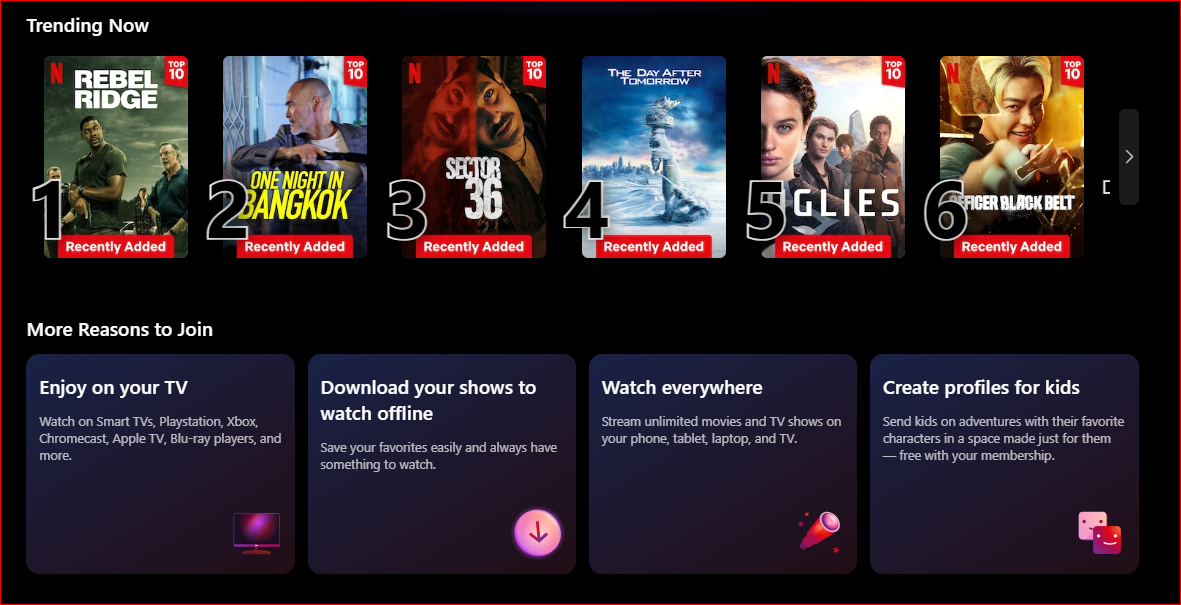 Trending Now
N
TOP
10
REBEL
RIDGE
1
Recently Added
TOP
10
ONE NIGHT IN
BANGKOK
2
Recently Added
N
TOP
10
SECTOR
36
3
Recently Added
THE DAY AFTER
TOMORROW
4
Recently Added
N
TOP
10
UGLIES
5
Recently Added
N
TOP
10
OFFICER BLACK BELT
6
Recently Added
More Reasons to Join
Enjoy on your TV
Watch on Smart TVs, Playstation, Xbox,
Chromecast, Apple TV, Blu-ray players, and
more.
Download your shows to
watch offline
Save your favorites easily and always have
something to watch.
Watch everywhere
Stream unlimited movies and TV shows on
your phone, tablet, laptop, and TV.
Create profiles for kids
Send kids on adventures with their favorite
characters in a space made just for them
— free with your membership.